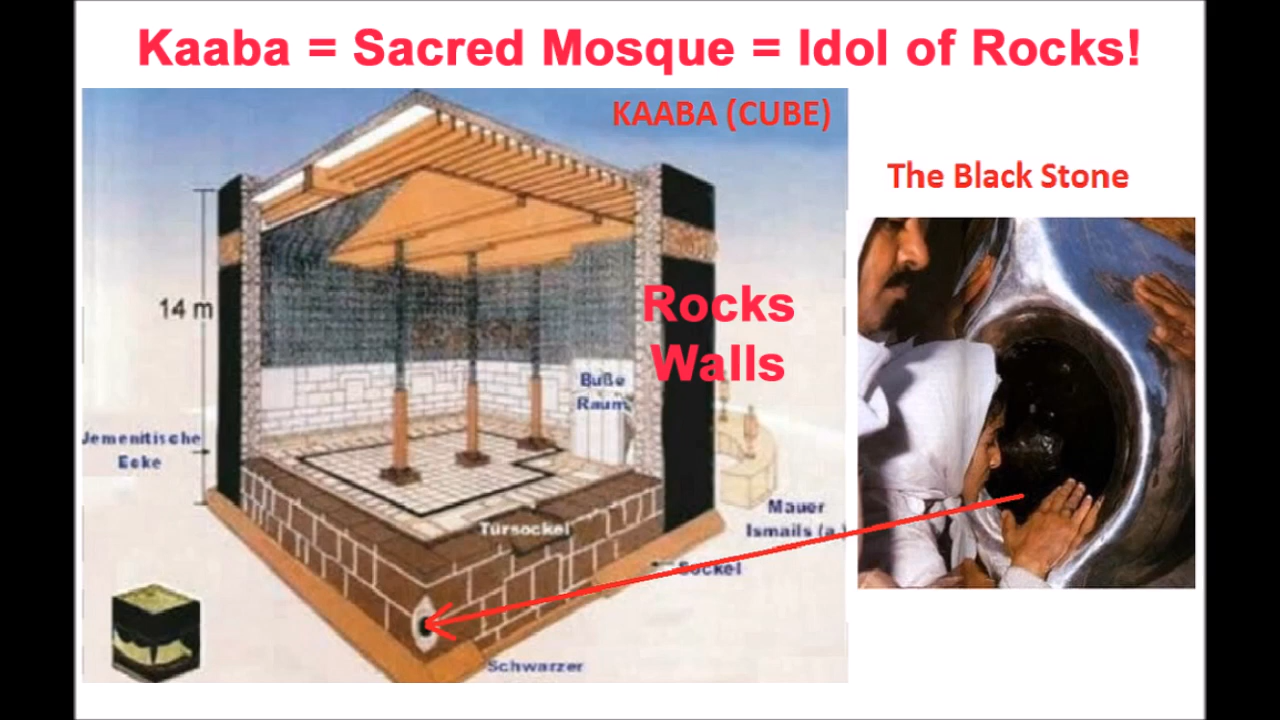 Kaaba = Sacred Mosque = Idol of Rocks!
KAABA (CUBE)
The Black Stone
14 m
Rocks
Walls
Buße
Raum
Jemenitische
Ecke
Mauer
Ismails (a.)
Türsockel
Sockel
Schwarzer